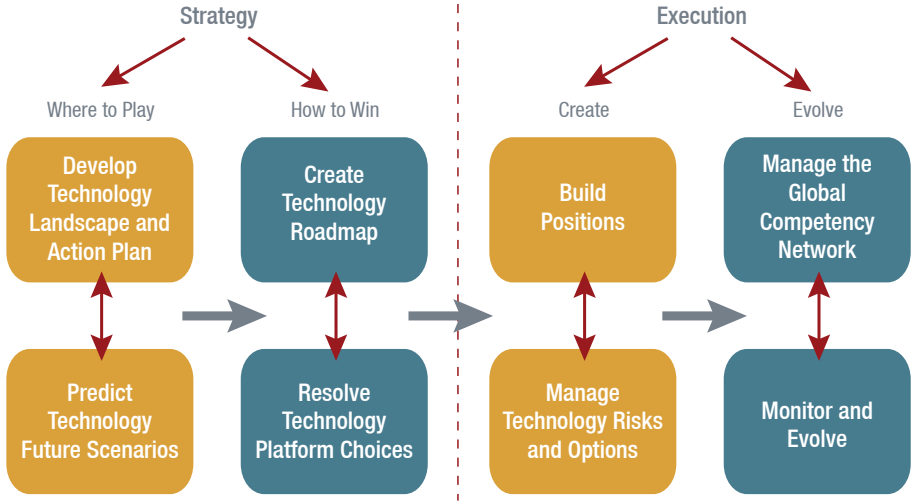 Strategy
Execution
Where to Play
How to Win
Create
Evolve
Develop
Technology
Landscape and
Action Plan
Create
Technology
Roadmap
Build
Positions
Manage the
Global
Competency
Network
Predict
Technology
Future Scenarios
Resolve
Technology
Platform Choices
Manage
Technology Risks
and Options
Monitor and
Evolve